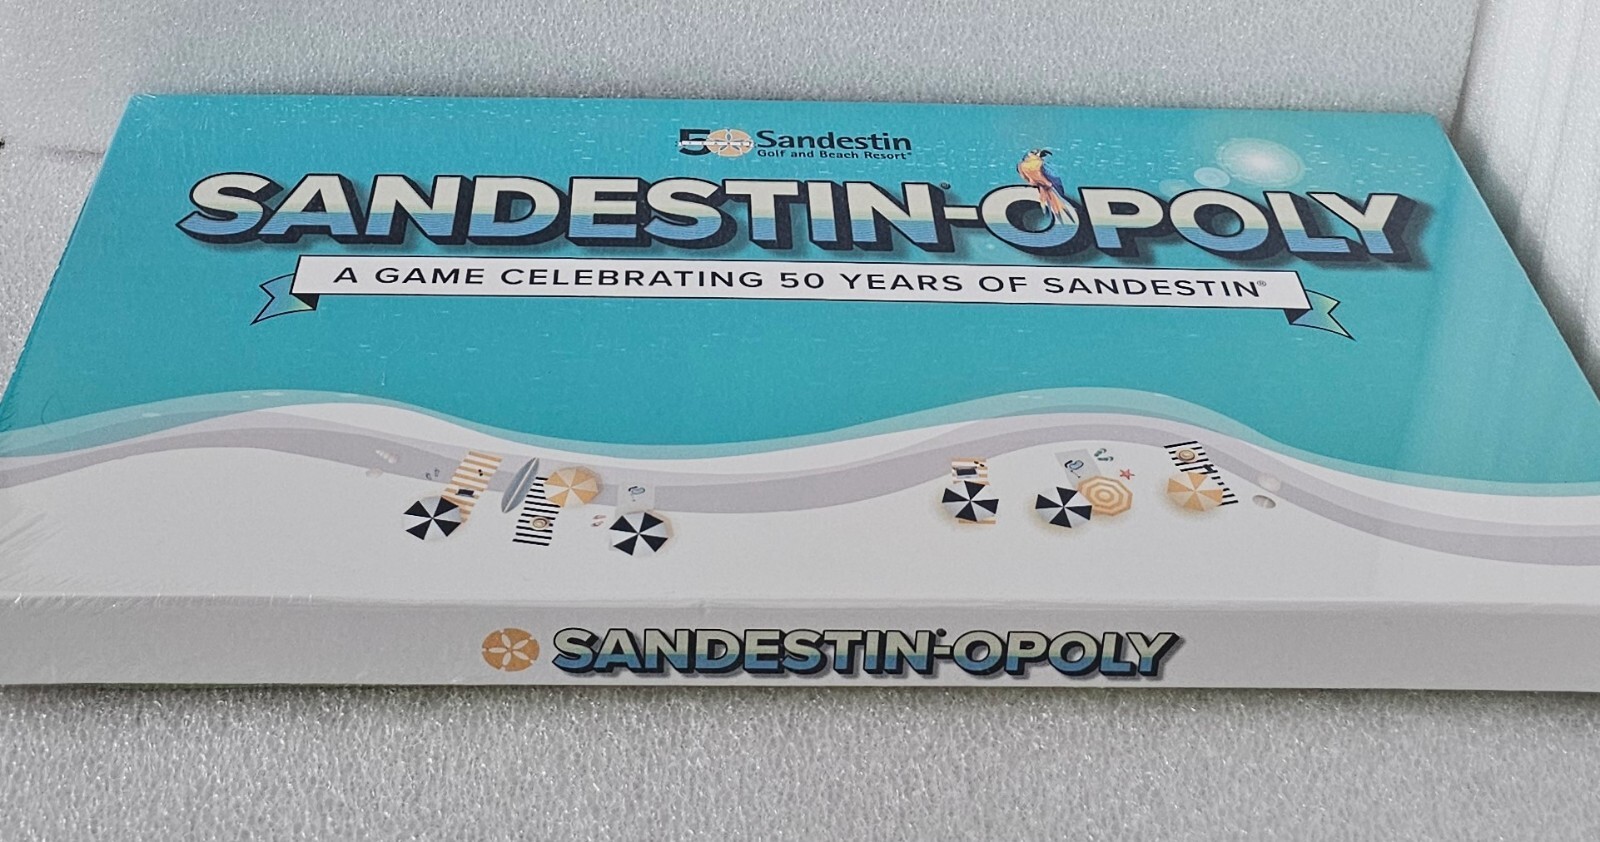 50 Sandestin
Golf and Beach Resort®
SANDESTIN®-OPOLY
A GAME CELEBRATING 50 YEARS OF SANDESTIN®
SANDESTIN®-OPOLY